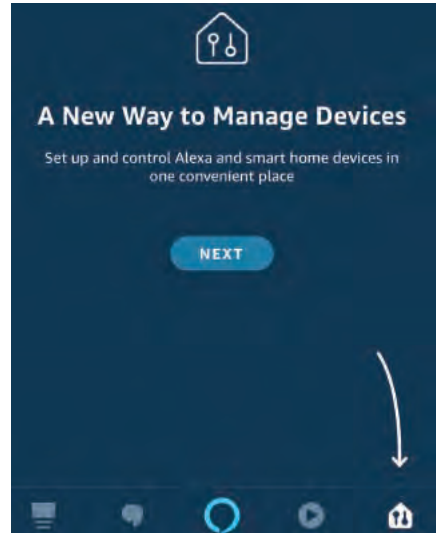 A New Way to Manage Devices
Set up and control Alexa and smart home devices in
one convenient place
NEXT